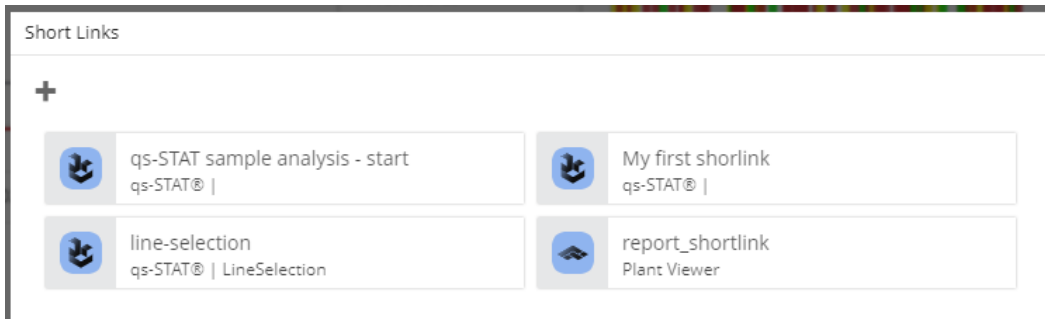 Short Links
qs-STAT sample analysis - start
qs-STAT® |
My first shorlink
qs-STAT® |
line-selection
qs-STAT® | LineSelection
report_shortlink
Plant Viewer